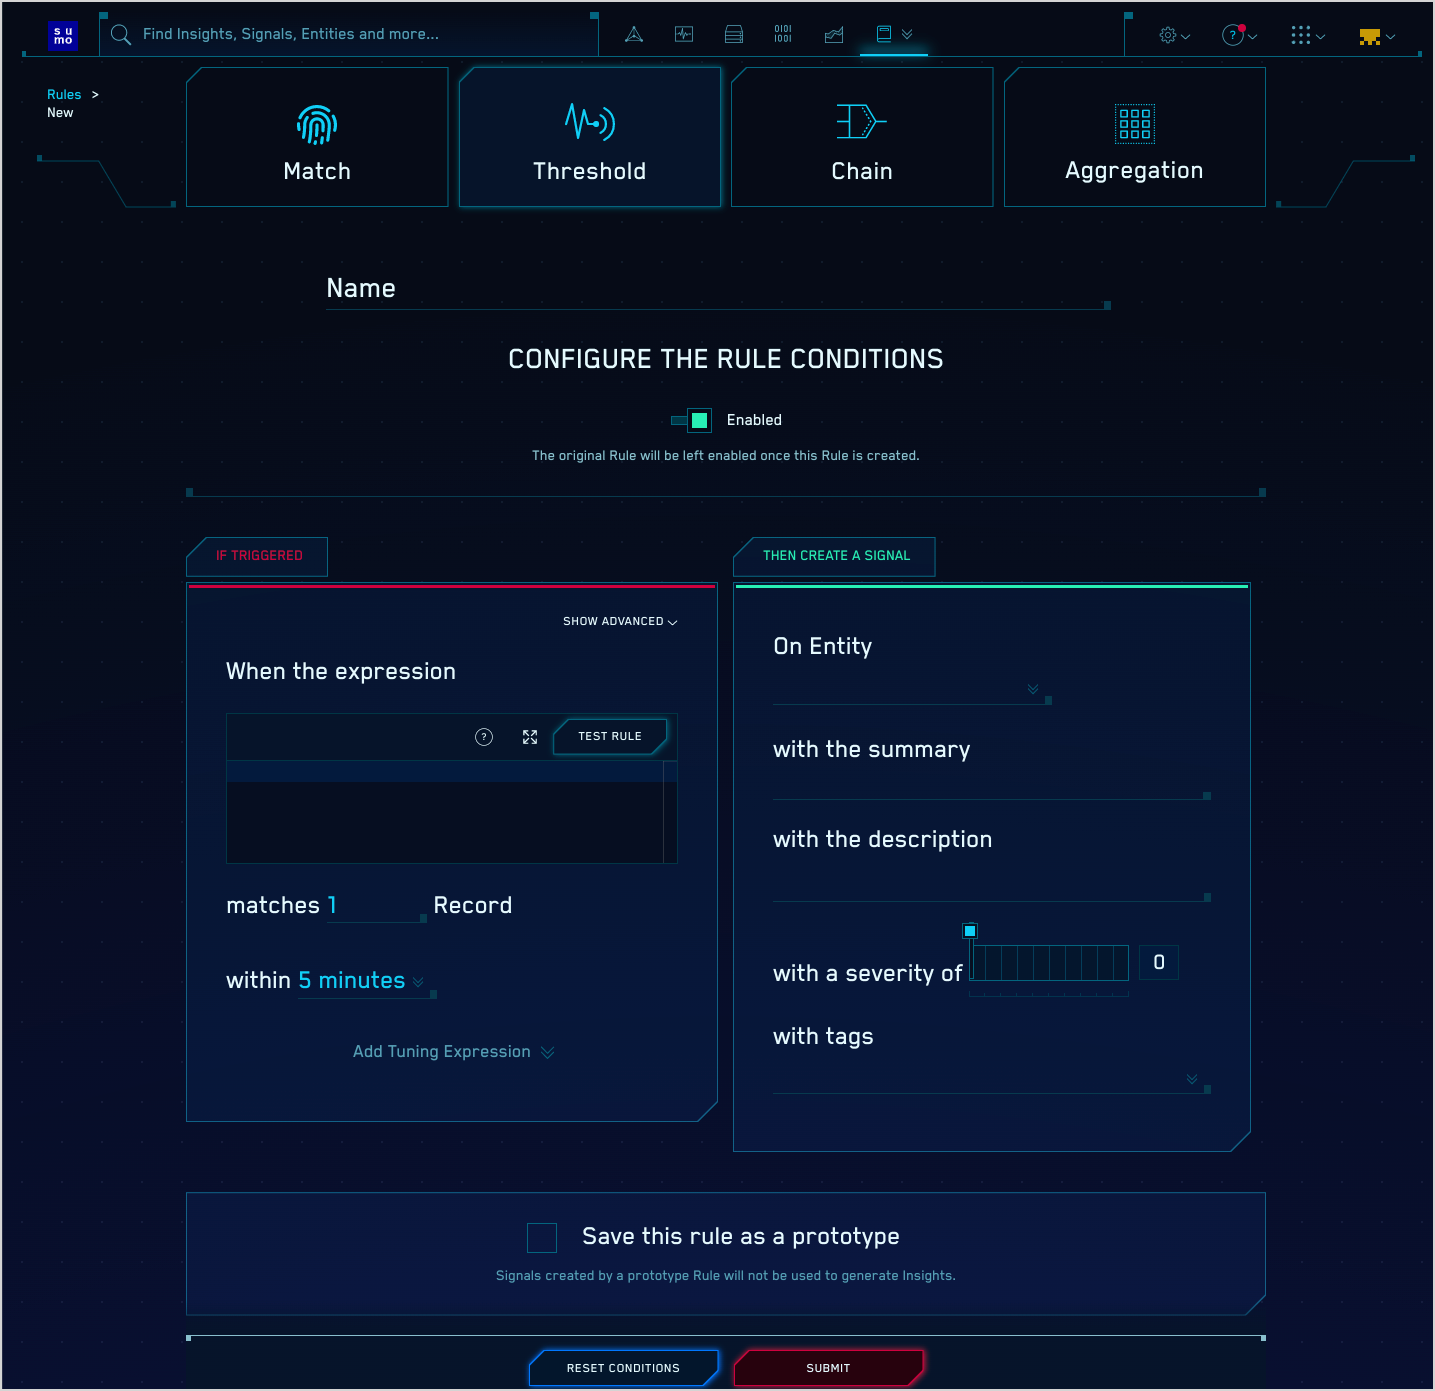 su
mo
Find Insights, Signals, Entities and more...
0101
1001
?
Rules >
New
Match
Threshold
Chain
Aggregation
Name
CONFIGURE THE RULE CONDITIONS
Enabled
The original Rule will be left enabled once this Rule is created.
IF TRIGGERED
SHOW ADVANCED
When the expression
?
TEST RULE
matches 1 Record
within 5 minutes
Add Tuning Expression
THEN CREATE A SIGNAL
On Entity
with the summary
with the description
with a severity of 0
with tags
Save this rule as a prototype
Signals created by a prototype Rule will not be used to generate Insights.
RESET CONDITIONS
SUBMIT